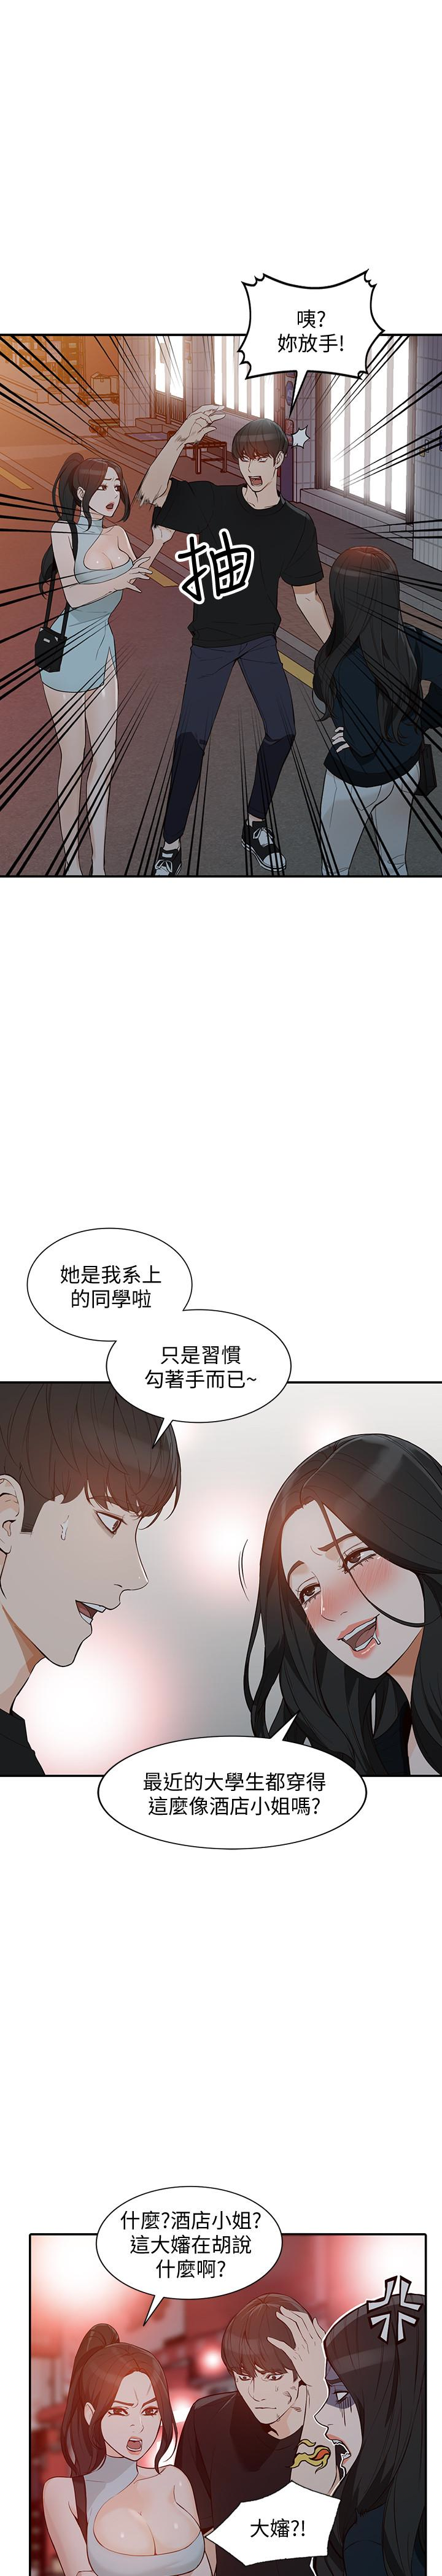 咦?
妳放手!
抽
她是我系上
的同學啦
只是習慣
勾著手而已~
最近的大學生都穿得
這麼像酒店小姐嗎?
什麼?酒店小姐?
這大嬸在胡說
什麼啊?
大嬸?!